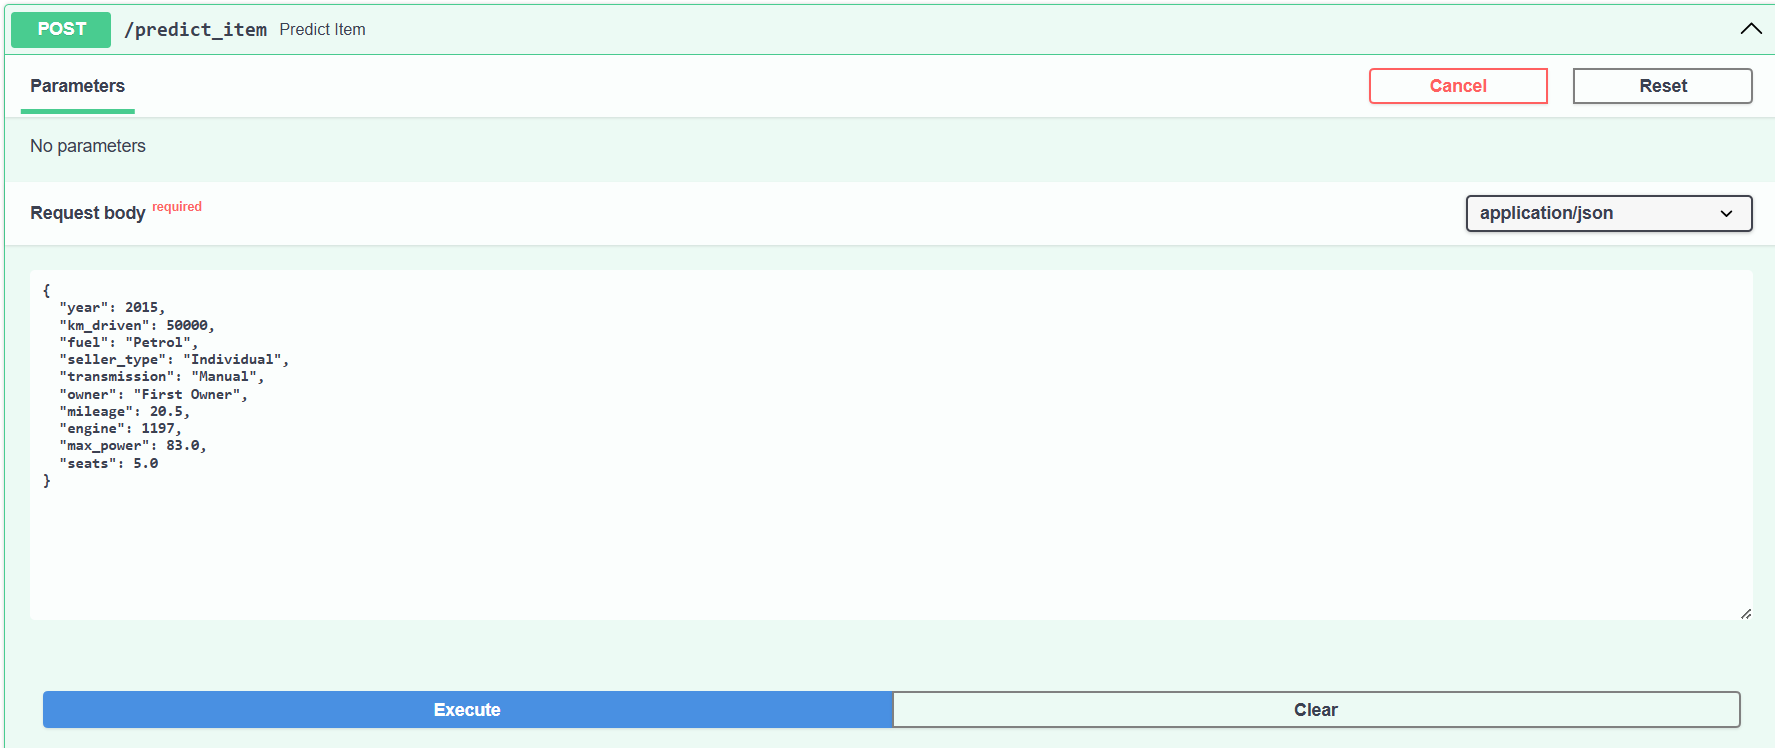 POST /predict_item Predict Item
Parameters
Cancel
Reset
No parameters
Request body required
application/json
{
  "year": 2015,
  "km_driven": 50000,
  "fuel": "Petrol",
  "seller_type": "Individual",
  "transmission": "Manual",
  "owner": "First Owner",
  "mileage": 20.5,
  "engine": 1197,
  "max_power": 83.0,
  "seats": 5.0
}
Execute
Clear